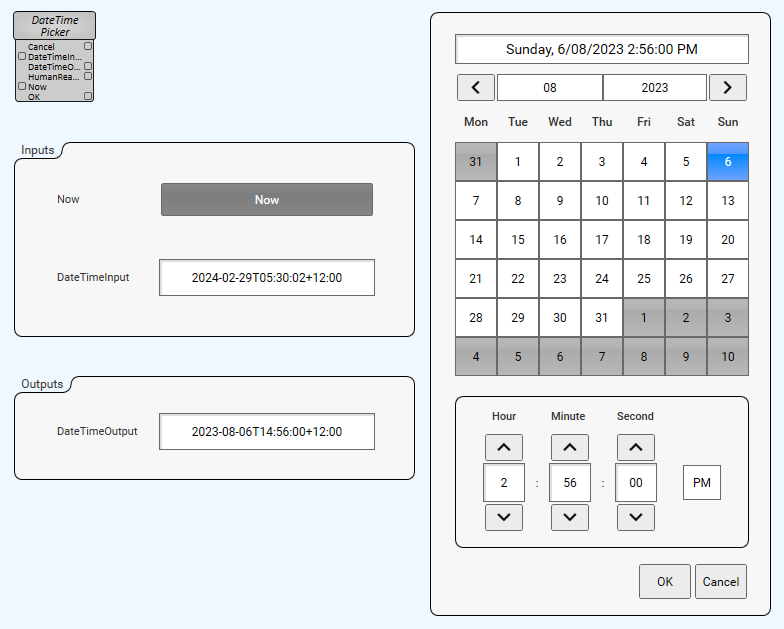 DateTime
Picker
Cancel
DateTimeIn...
DateTimeO...
HumanRea...
Now
OK
Inputs
Now Now
DateTimeInput 2024-02-29T05:30:02+12:00
Outputs
DateTimeOutput 2023-08-06T14:56:00+12:00
Sunday, 6/08/2023 2:56:00 PM
08 2023
Mon Tue Wed Thu Fri Sat Sun
31 1 2 3 4 5 6
7 8 9 10 11 12 13
14 15 16 17 18 19 20
21 22 23 24 25 26 27
28 29 30 31 1 2 3
4 5 6 7 8 9 10
Hour Minute Second
2 : 56 : 00 PM
OK Cancel